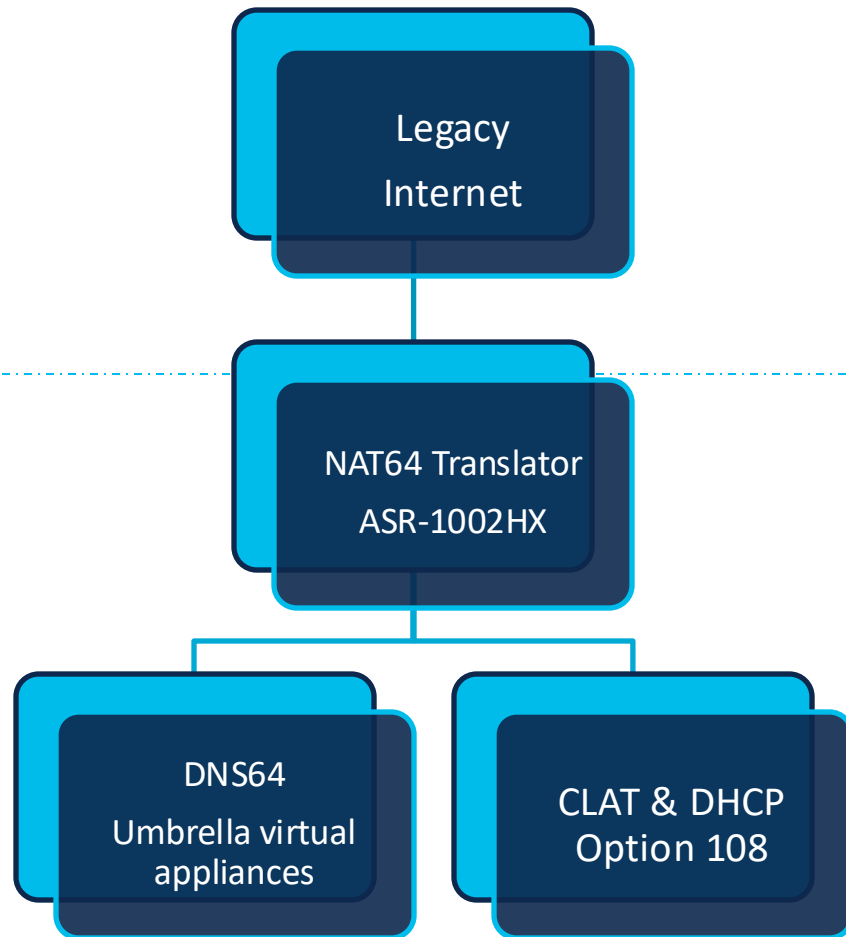 Legacy
Internet
NAT64 Translator
ASR-1002HX
DNS64
Umbrella virtual
appliances
CLAT & DHCP
Option 108